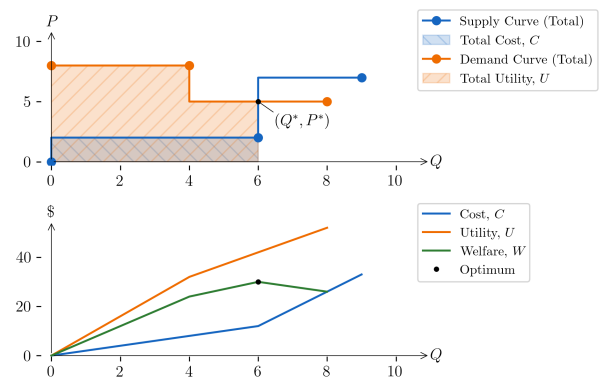 P
10
5
0
0
2
4
6
8
10
Q
(Q*, P*)
Supply Curve (Total)
Total Cost, C
Demand Curve (Total)
Total Utility, U
$
40
20
0
0
2
4
6
8
10
Q
Cost, C
Utility, U
Welfare, W
Optimum